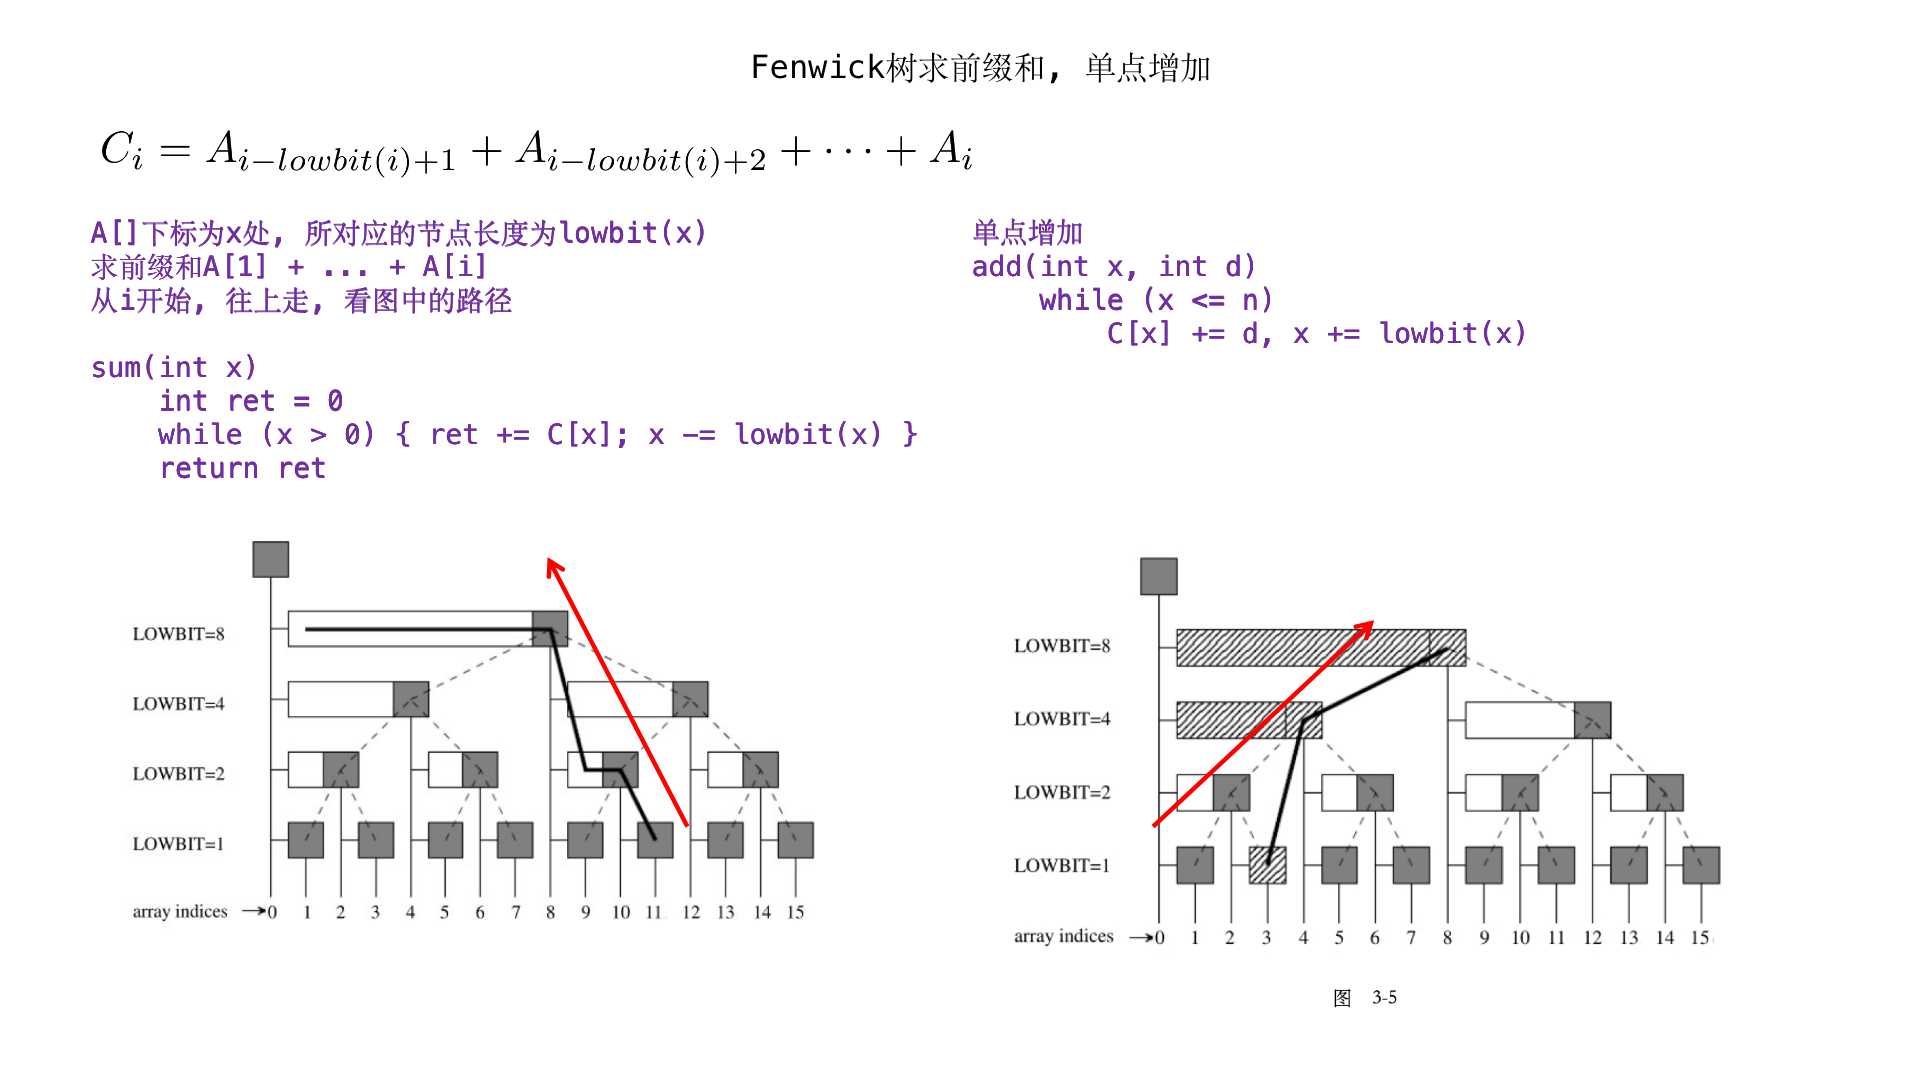 Fenwick树求前缀和, 单点增加
C_i = A_{i-lowbit(i)+1} + A_{i-lowbit(i)+2} + ··· + A_i
A[]下标为x处, 所对应的节点长度为lowbit(x)
求前缀和A[1] + ... + A[i]
从i开始, 往上走, 看图中的路径
sum(int x)
    int ret = 0
    while (x > 0) { ret += C[x]; x -= lowbit(x) }
    return ret
单点增加
add(int x, int d)
    while (x <= n)
        C[x] += d, x += lowbit(x)
LOWBIT=8
LOWBIT=4
LOWBIT=2
LOWBIT=1
array indices →0 1 2 3 4 5 6 7 8 9 10 11 12 13 14 15
LOWBIT=8
LOWBIT=4
LOWBIT=2
LOWBIT=1
array indices →0 1 2 3 4 5 6 7 8 9 10 11 12 13 14 15
图 3-5